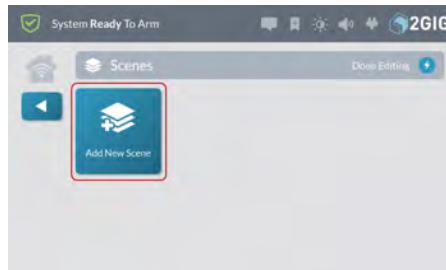 System Ready To Arm
2GIG
Scenes
Done Editing
Add New Scene